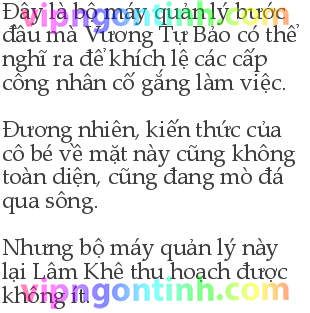 vipngontinh.com
Đây là bộ máy quản lý bước
đầu mà Vương Tự Bảo có thể
nghĩ ra để khích lệ các cấp
công nhân cố gắng làm việc.
Đương nhiên, kiến thức của
cô bé về mặt này cũng không
toàn diện, cũng đang mò đá
qua sông.
Nhưng bộ máy quản lý này
lại Lâm Khê thu hoạch được
không ít.
vipngontinh.com